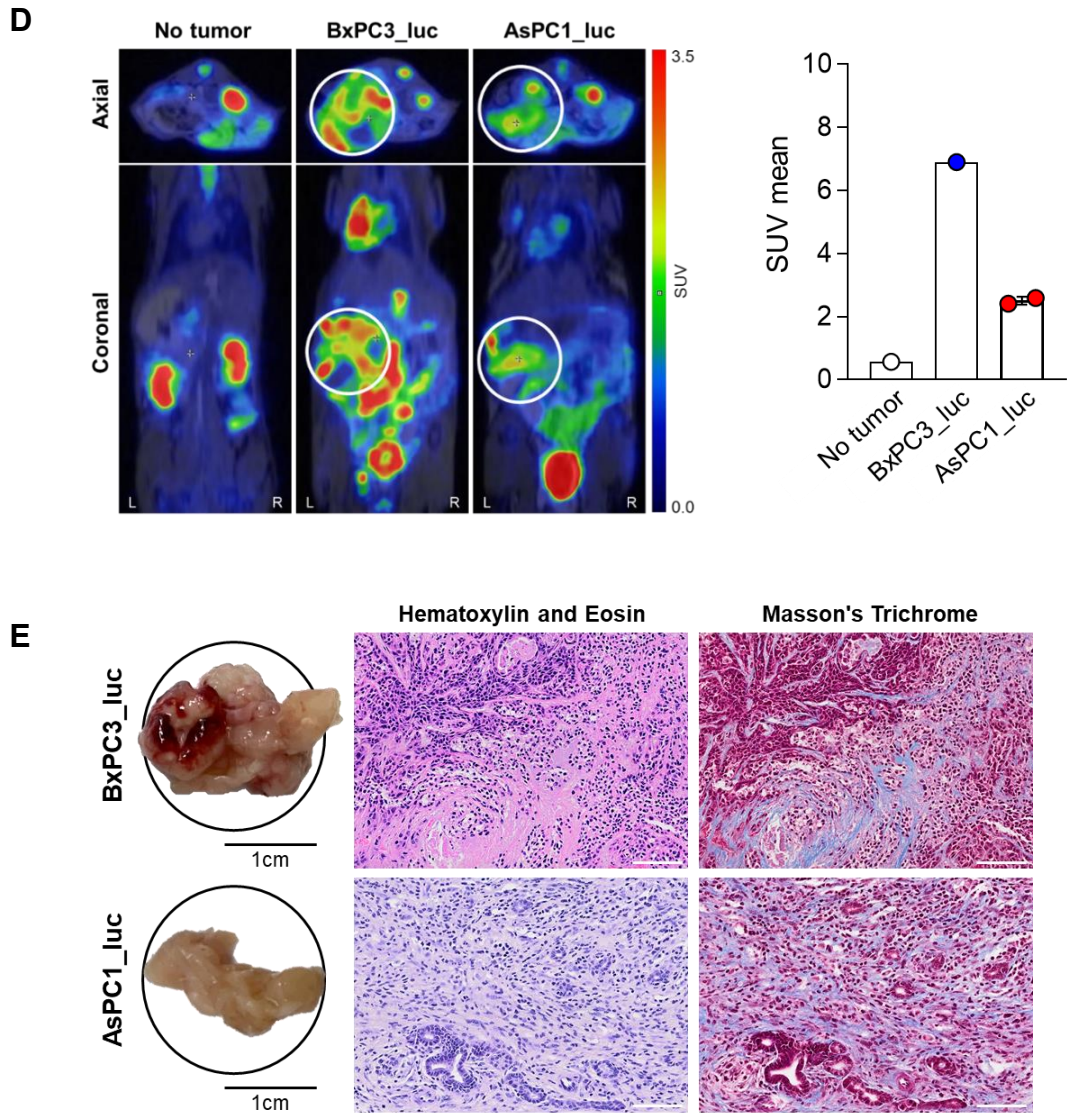 D
No tumor
BxPC3_luc
AsPC1_luc
Axial
Coronal
L
R
L
R
L
R
3.5
SUV
0.0
SUV mean
10
8
6
4
2
0
No tumor
BxPC3_luc
AsPC1_luc
E
Hematoxylin and Eosin
Masson's Trichrome
BxPC3_luc
1cm
AsPC1_luc
1cm